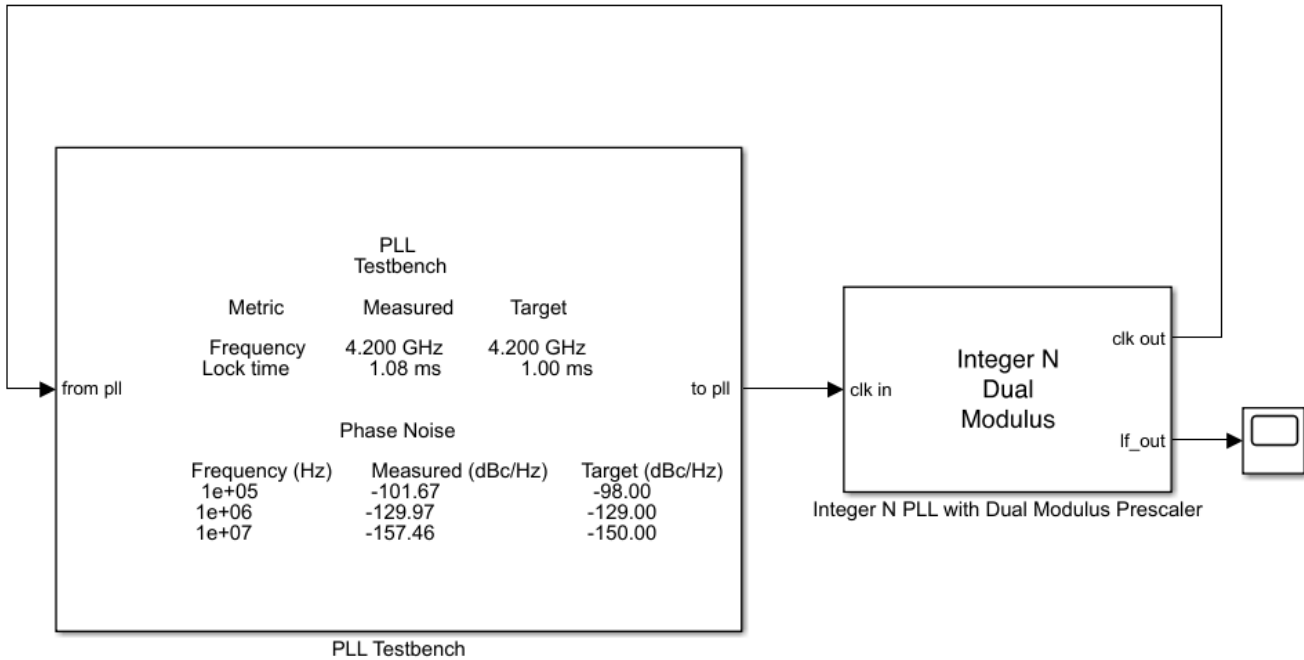 PLL
Testbench
Metric Measured Target
Frequency 4.200 GHz 4.200 GHz
Lock time 1.08 ms 1.00 ms
from pll
to pll
Phase Noise
Frequency (Hz) Measured (dBc/Hz) Target (dBc/Hz)
1e+05 -101.67 -98.00
1e+06 -129.97 -129.00
1e+07 -157.46 -150.00
PLL Testbench
clk in
Integer N
Dual
Modulus
clk out
lf_out
Integer N PLL with Dual Modulus Prescaler